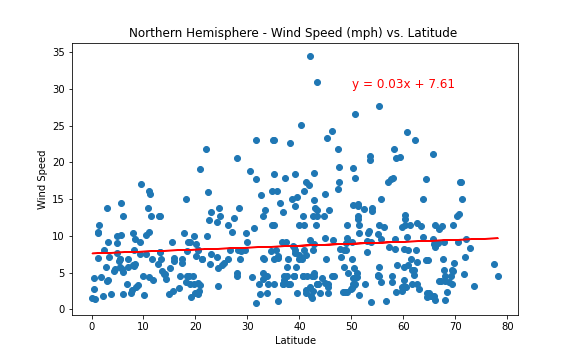 Northern Hemisphere - Wind Speed (mph) vs. Latitude
35
30
25
20
15
10
5
0
Wind Speed
y = 0.03x + 7.61
0 10 20 30 40 50 60 70 80
Latitude